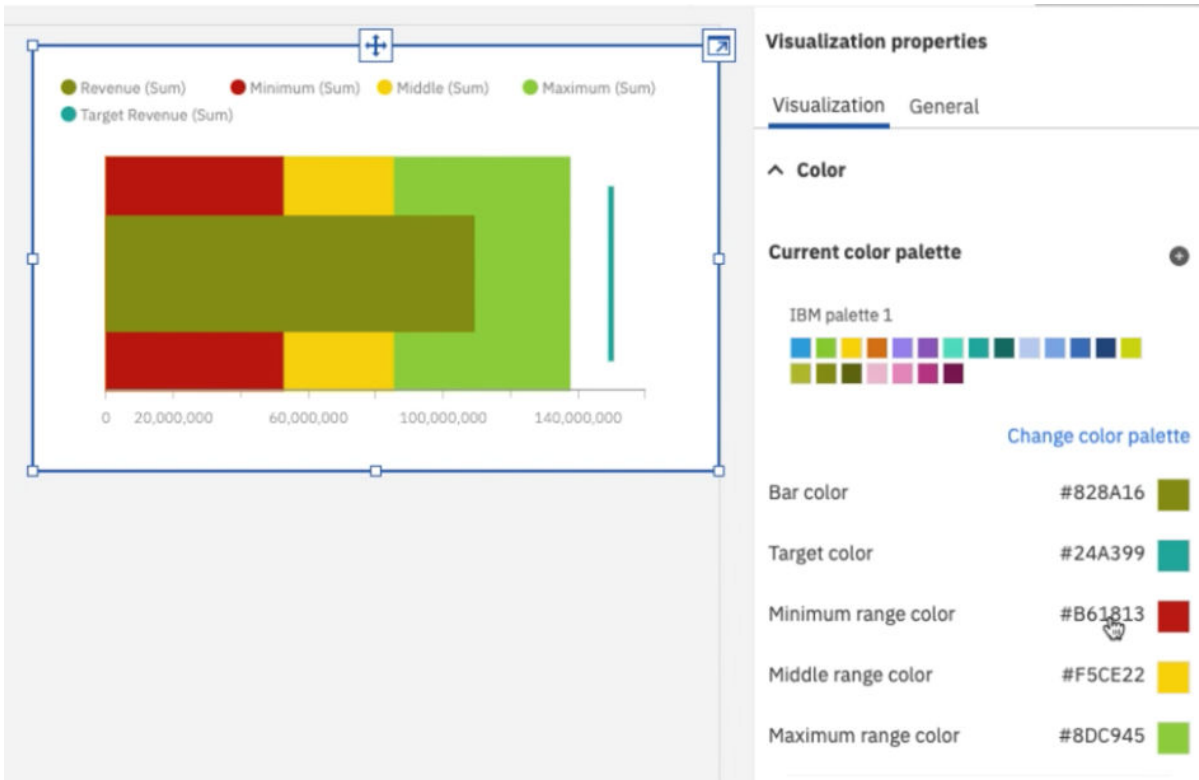 Revenue (Sum) Minimum (Sum) Middle (Sum) Maximum (Sum)
Target Revenue (Sum)
0 20,000,000 60,000,000 100,000,000 140,000,000
Visualization properties
Visualization General
Color
Current color palette
IBM palette 1
Change color palette
Bar color #828A16
Target color #24A399
Minimum range color #B61813
Middle range color #F5CE22
Maximum range color #8DC945